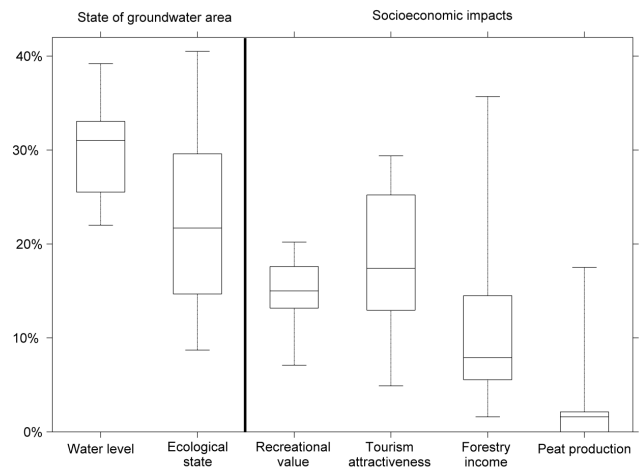 State of groundwater area
Socioeconomic impacts
40%
30%
20%
10%
0%
Water level
Ecological
state
Recreational
value
Tourism
attractiveness
Forestry
income
Peat production